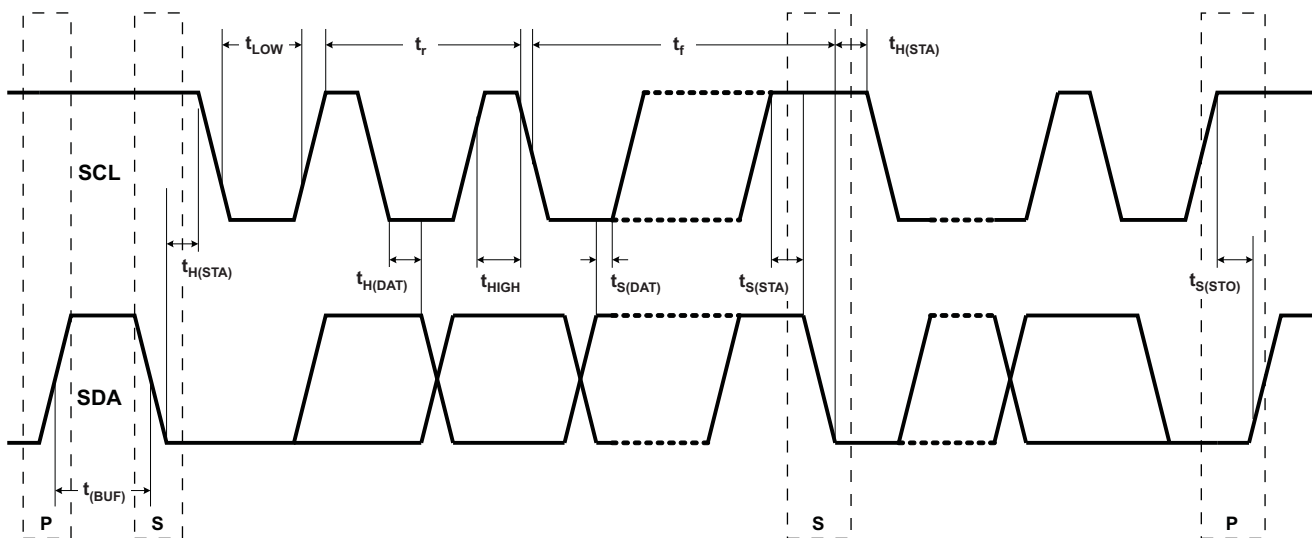 tLOW
tr
tf
tH(STA)
SCL
tH(STA)
tH(DAT)
tHIGH
tS(DAT)
tS(STA)
tS(STO)
SDA
t(BUF)
P
S
S
P